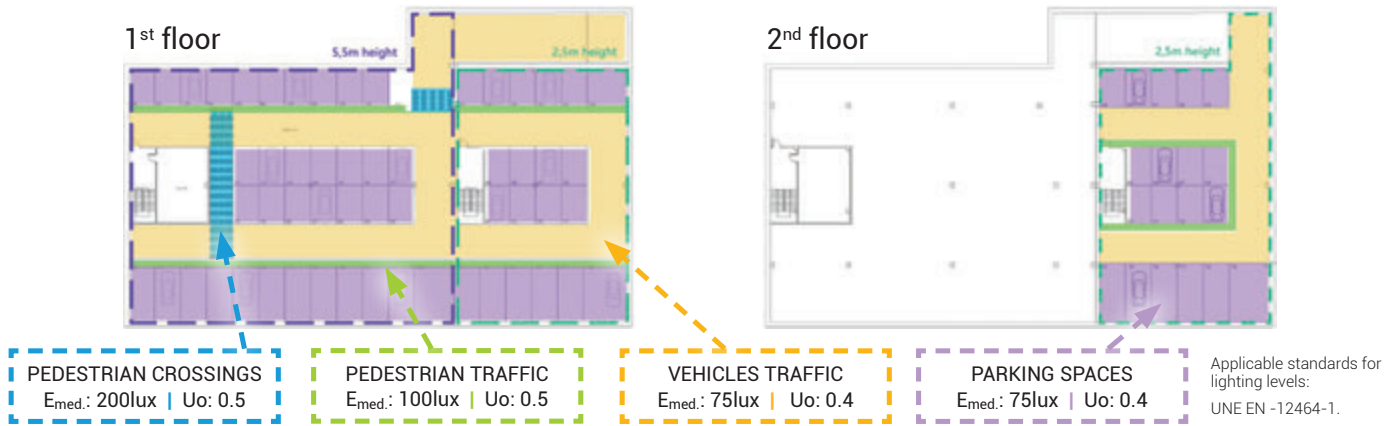 1st floor
5,5m height
2,5m height
2nd floor
2,5m height
PEDESTRIAN CROSSINGS
Emed.: 200lux | Uo: 0.5
PEDESTRIAN TRAFFIC
Emed.: 100lux | Uo: 0.5
VEHICLES TRAFFIC
Emed.: 75lux | Uo: 0.4
PARKING SPACES
Emed.: 75lux | Uo: 0.4
Applicable standards for
lighting levels:
UNE EN -12464-1.